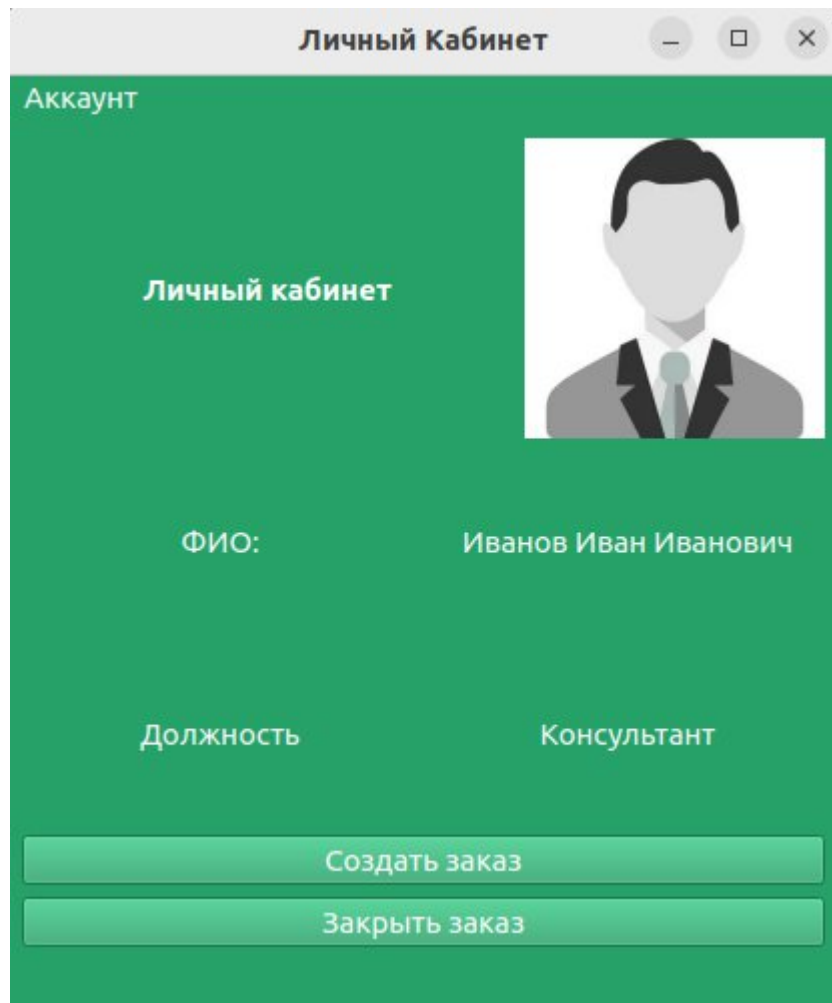 Личный Кабинет
Аккаунт
Личный кабинет
ФИО: Иванов Иван Иванович
Должность Консультант
Создать заказ
Закрыть заказ